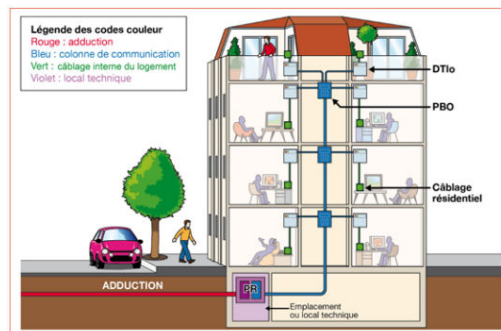 Légende des codes couleur
Rouge : adduction
Bleu : colonne de communication
Vert : câblage interne du logement
Violet : local technique
DTIo
PBO
Câblage
résidentiel
ADDUCTION
PR
Emplacement
ou local technique